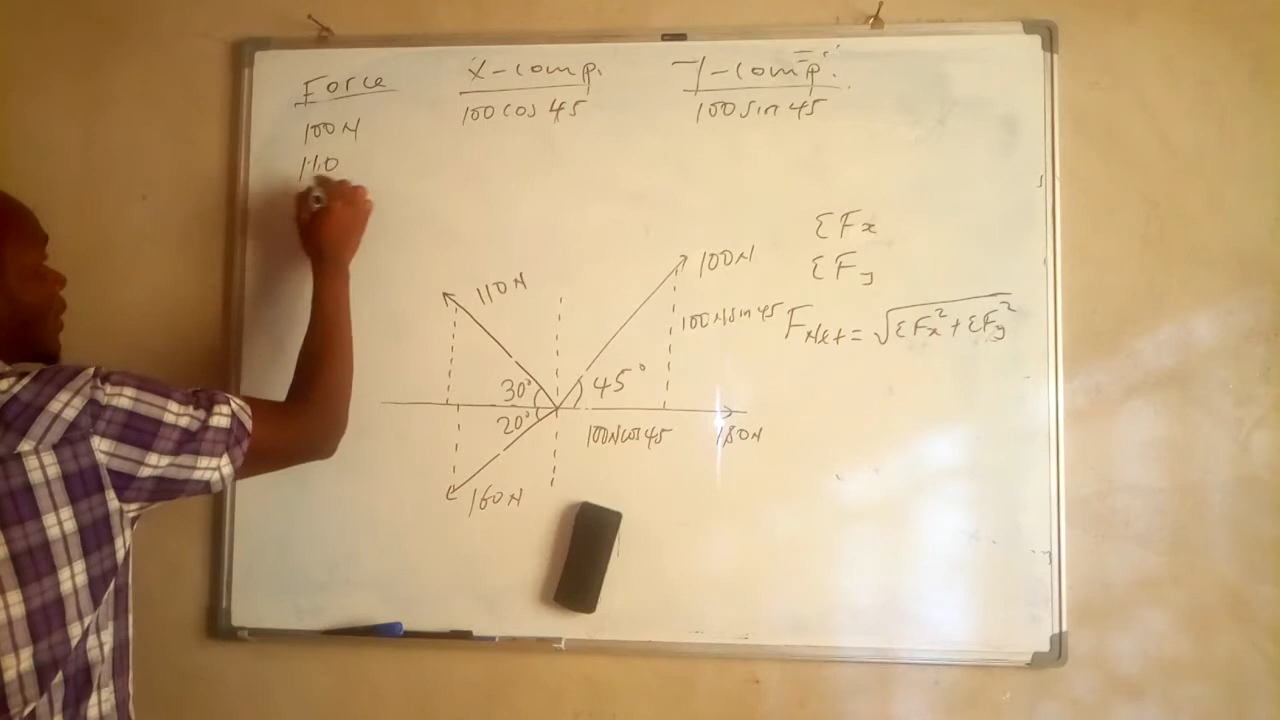 Force X-comp. Y-comp.
100N 100cos45 100sin45
110
ΣFx
ΣFy
FNet = √ΣFx² + ΣFy²
110N
100N
100Nsin45
30° 45°
20°
100Ncos45
180N
160N